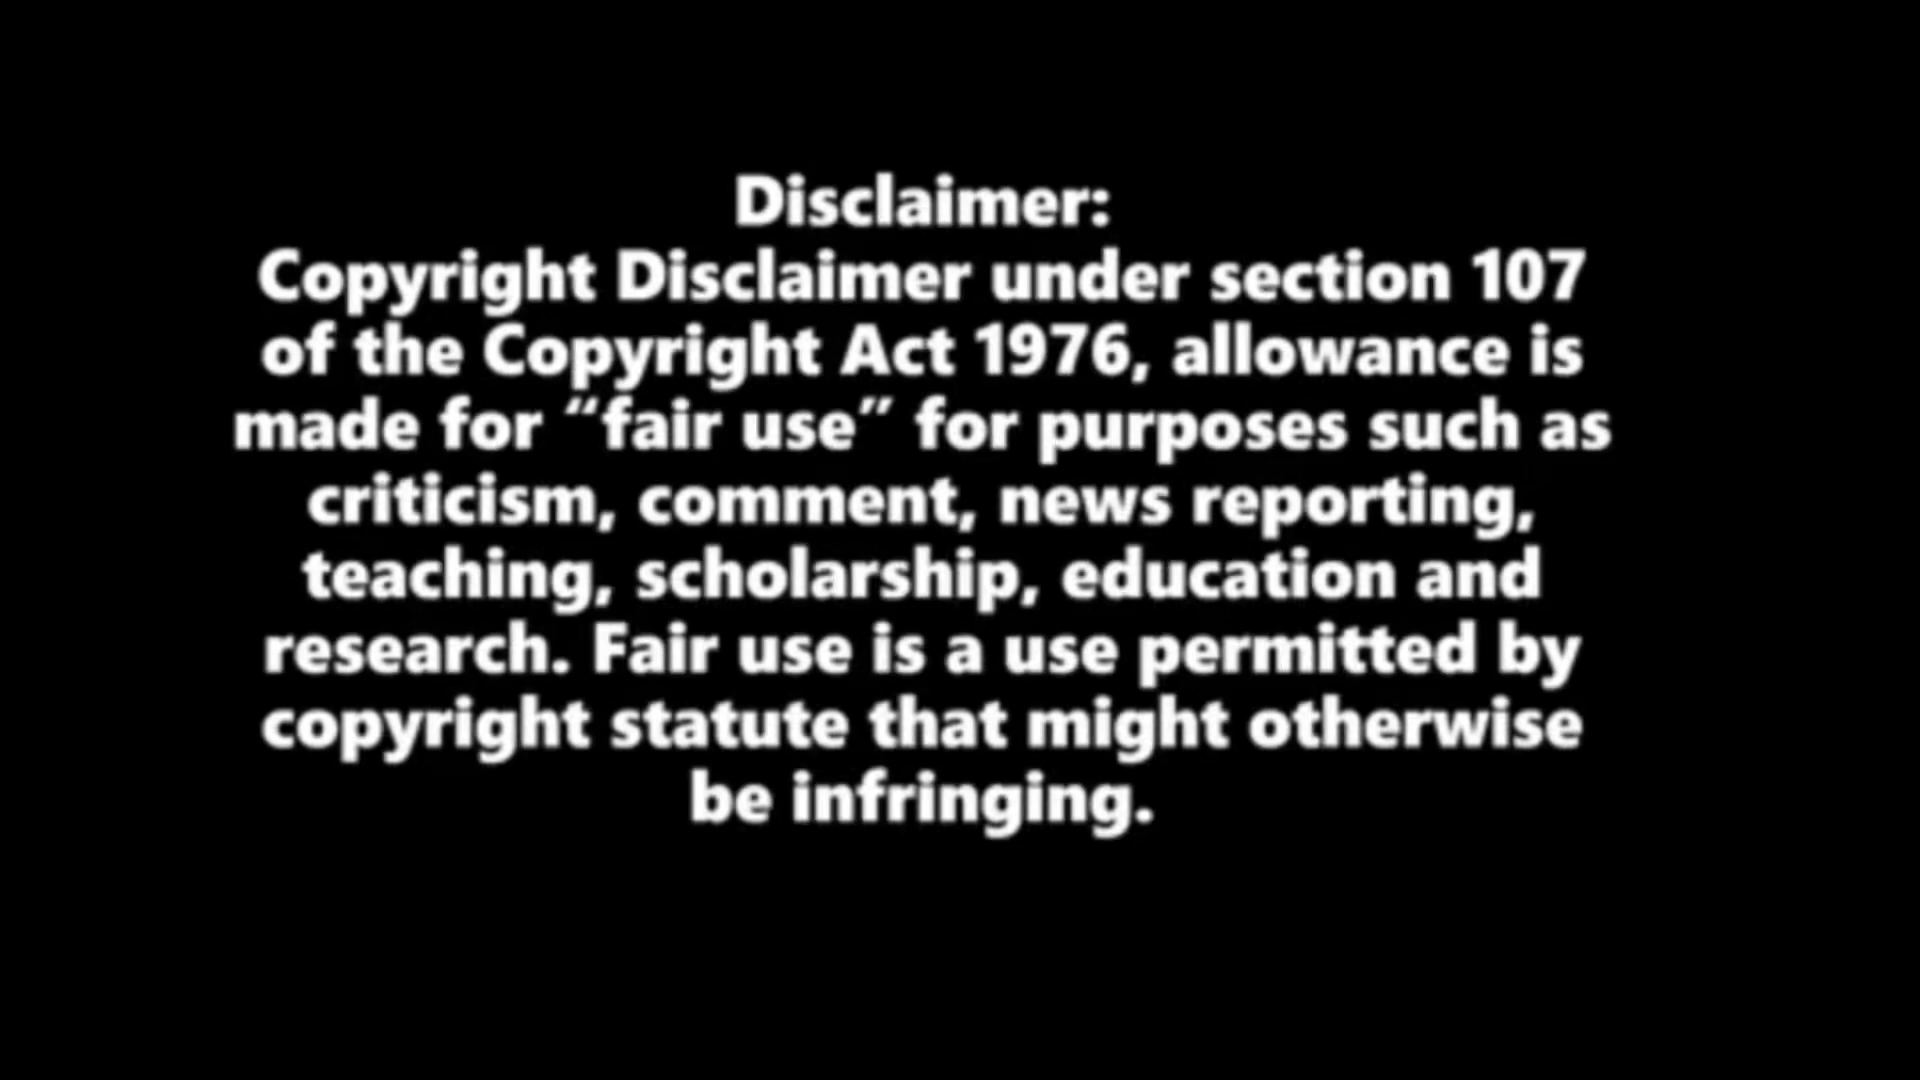 Disclaimer:
Copyright Disclaimer under section 107
of the Copyright Act 1976, allowance is
made for “fair use” for purposes such as
criticism, comment, news reporting,
teaching, scholarship, education and
research. Fair use is a use permitted by
copyright statute that might otherwise
be infringing.